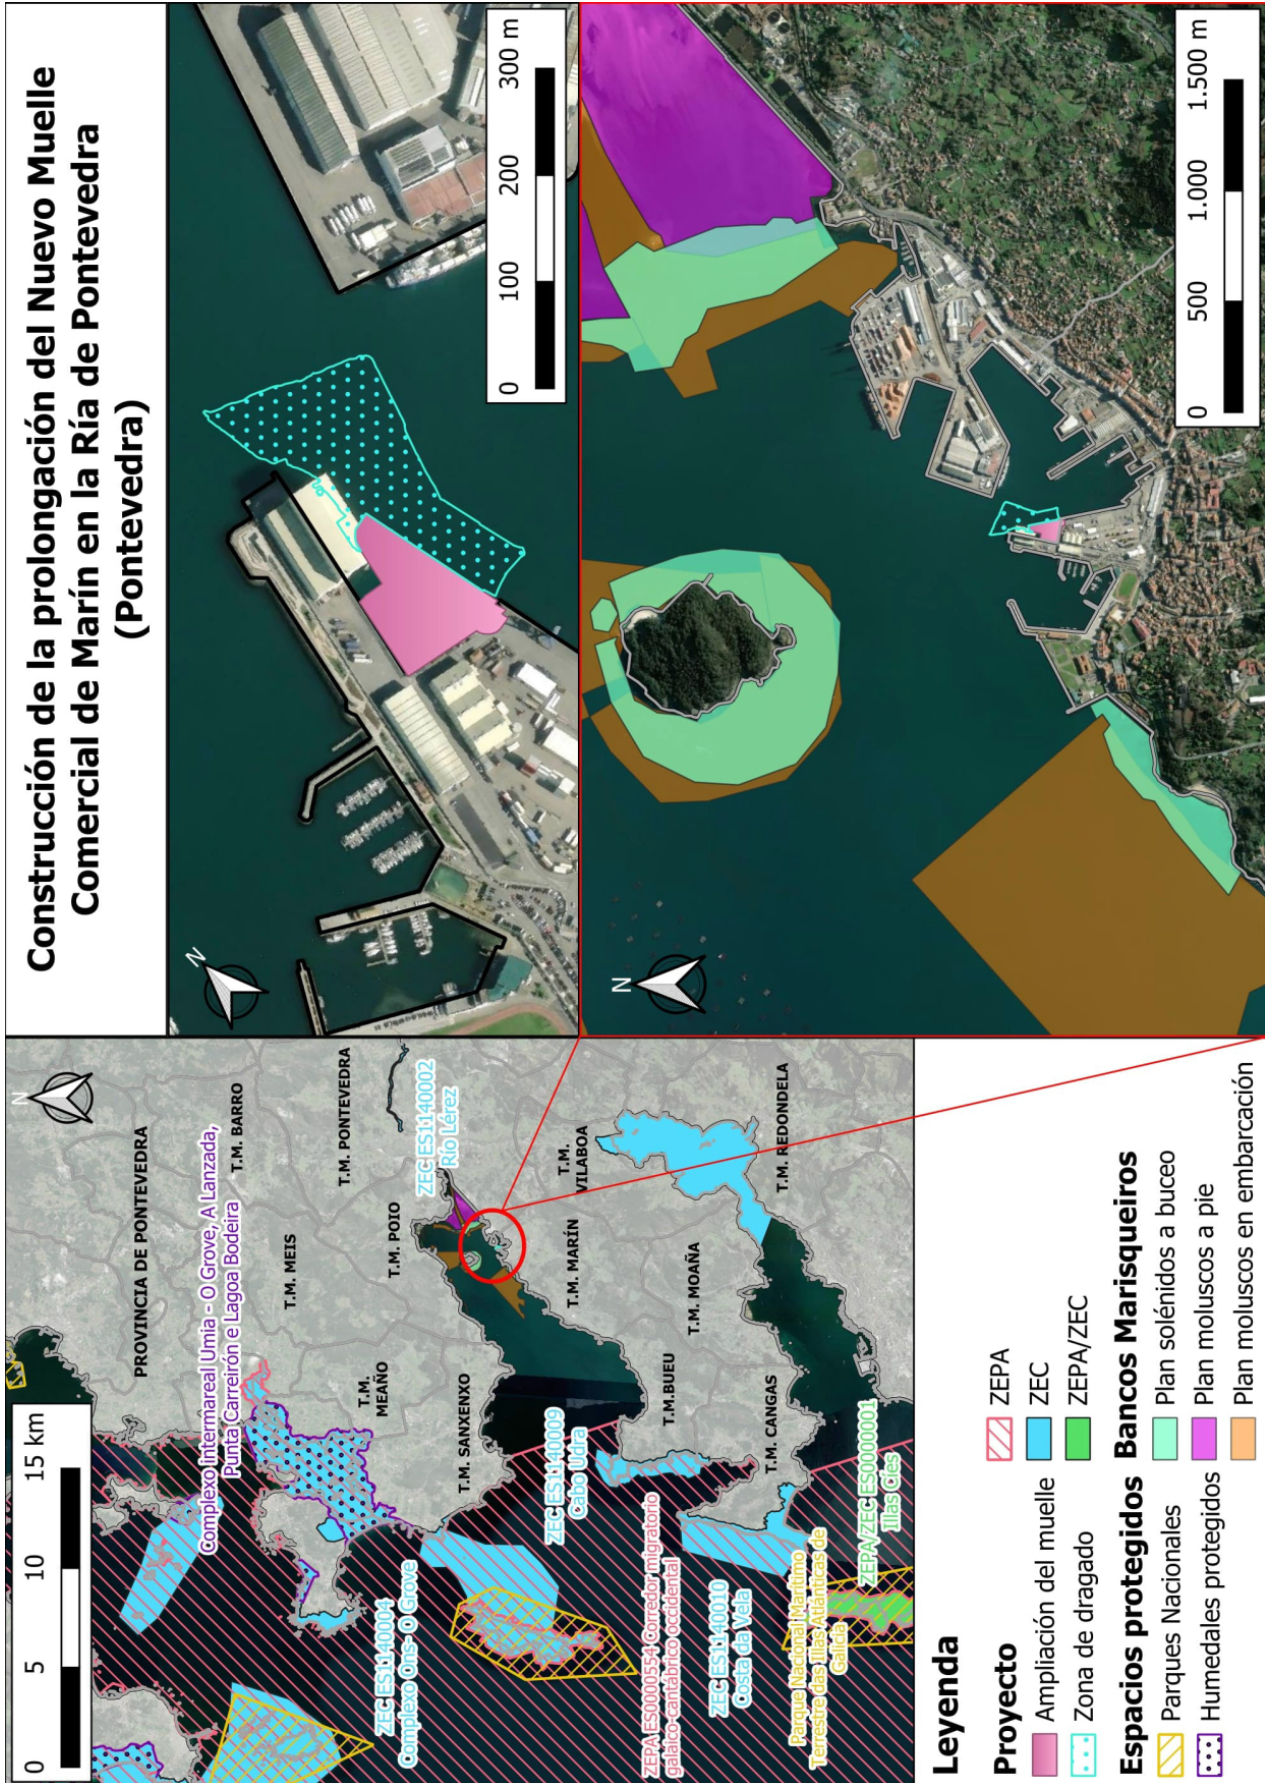 Construcción de la prolongación del Nuevo Muelle
Comercial de Marín en la Ría de Pontevedra
(Pontevedra)
N
0 5 10 15 km
PROVINCIA DE PONTEVEDRA
T.M. BARRO
Complexo intermareal Umia - O Grove, A Lanzada,
Punta Carreirón e Lagoa Bodeira
T.M. MEIS
T.M. PONTEVEDRA
T.M.
MEAÑO
T.M. POIO
ZEC ES1140002
Río Lérez
ZEC ES1140004
Complexo Ons- O Grove
T.M. SANXENXO
ZEC ES1140009
Cabo Udra
T.M. MARÍN
T.M.
VILABOA
ZEPA ES0000554 Corredor migratorio
galaico-cantábrico occidental
T.M.BUEU
T.M. MOAÑA
ZEC ES1140010
Costa da Vela
T.M. CANGAS
T.M. REDONDELA
Parque Nacional Marítimo
Terrestre das Illas Atlánticas de
Galicia
ZEPA/ZEC ES0000001
Illas Cíes
N
0 100 200 300 m
N
0 500 1.000 1.500 m
Leyenda
Proyecto
Ampliación del muelle
Zona de dragado
Espacios protegidos
Parques Nacionales
Humedales protegidos
ZEPA
ZEC
ZEPA/ZEC
Bancos Marisqueiros
Plan solénidos a buceo
Plan moluscos a pie
Plan moluscos en embarcación